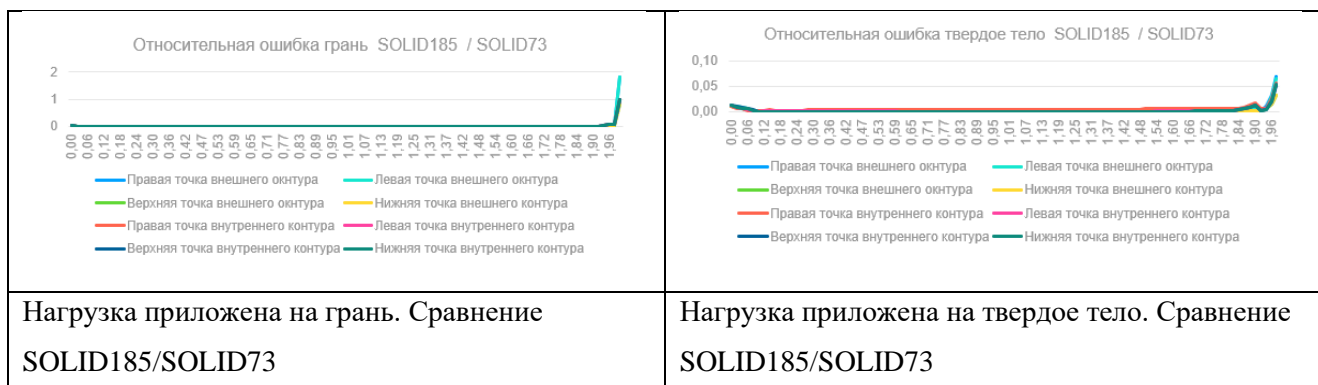 Относительная ошибка грань SOLID185 / SOLID73
2
1
0
0,00 0,06 0,12 0,18 0,24 0,30 0,36 0,42 0,47 0,53 0,59 0,65 0,71 0,77 0,83 0,89 0,95 1,01 1,07 1,13 1,19 1,25 1,31 1,37 1,42 1,48 1,54 1,60 1,66 1,72 1,78 1,84 1,90 1,96
Правая точка внешнего окнтура Левая точка внешнего окнтура
Верхняя точка внешнего окнтура Нижняя точка внешнего контура
Правая точка внутреннего контура Левая точка внутреннего контура
Верхняя точка внутреннего контура Нижняя точка внутреннего контура
Относительная ошибка твердое тело SOLID185 / SOLID73
0,10
0,05
0,00
0,00 0,06 0,12 0,18 0,24 0,30 0,36 0,42 0,47 0,53 0,59 0,65 0,71 0,77 0,83 0,89 0,95 1,01 1,07 1,13 1,19 1,25 1,31 1,37 1,42 1,48 1,54 1,60 1,66 1,72 1,78 1,84 1,90 1,96
Правая точка внешнего окнтура Левая точка внешнего окнтура
Верхняя точка внешнего окнтура Нижняя точка внешнего контура
Правая точка внутреннего контура Левая точка внутреннего контура
Верхняя точка внутреннего контура Нижняя точка внутреннего контура
Нагрузка приложена на грань. Сравнение
SOLID185/SOLID73
Нагрузка приложена на твердое тело. Сравнение
SOLID185/SOLID73